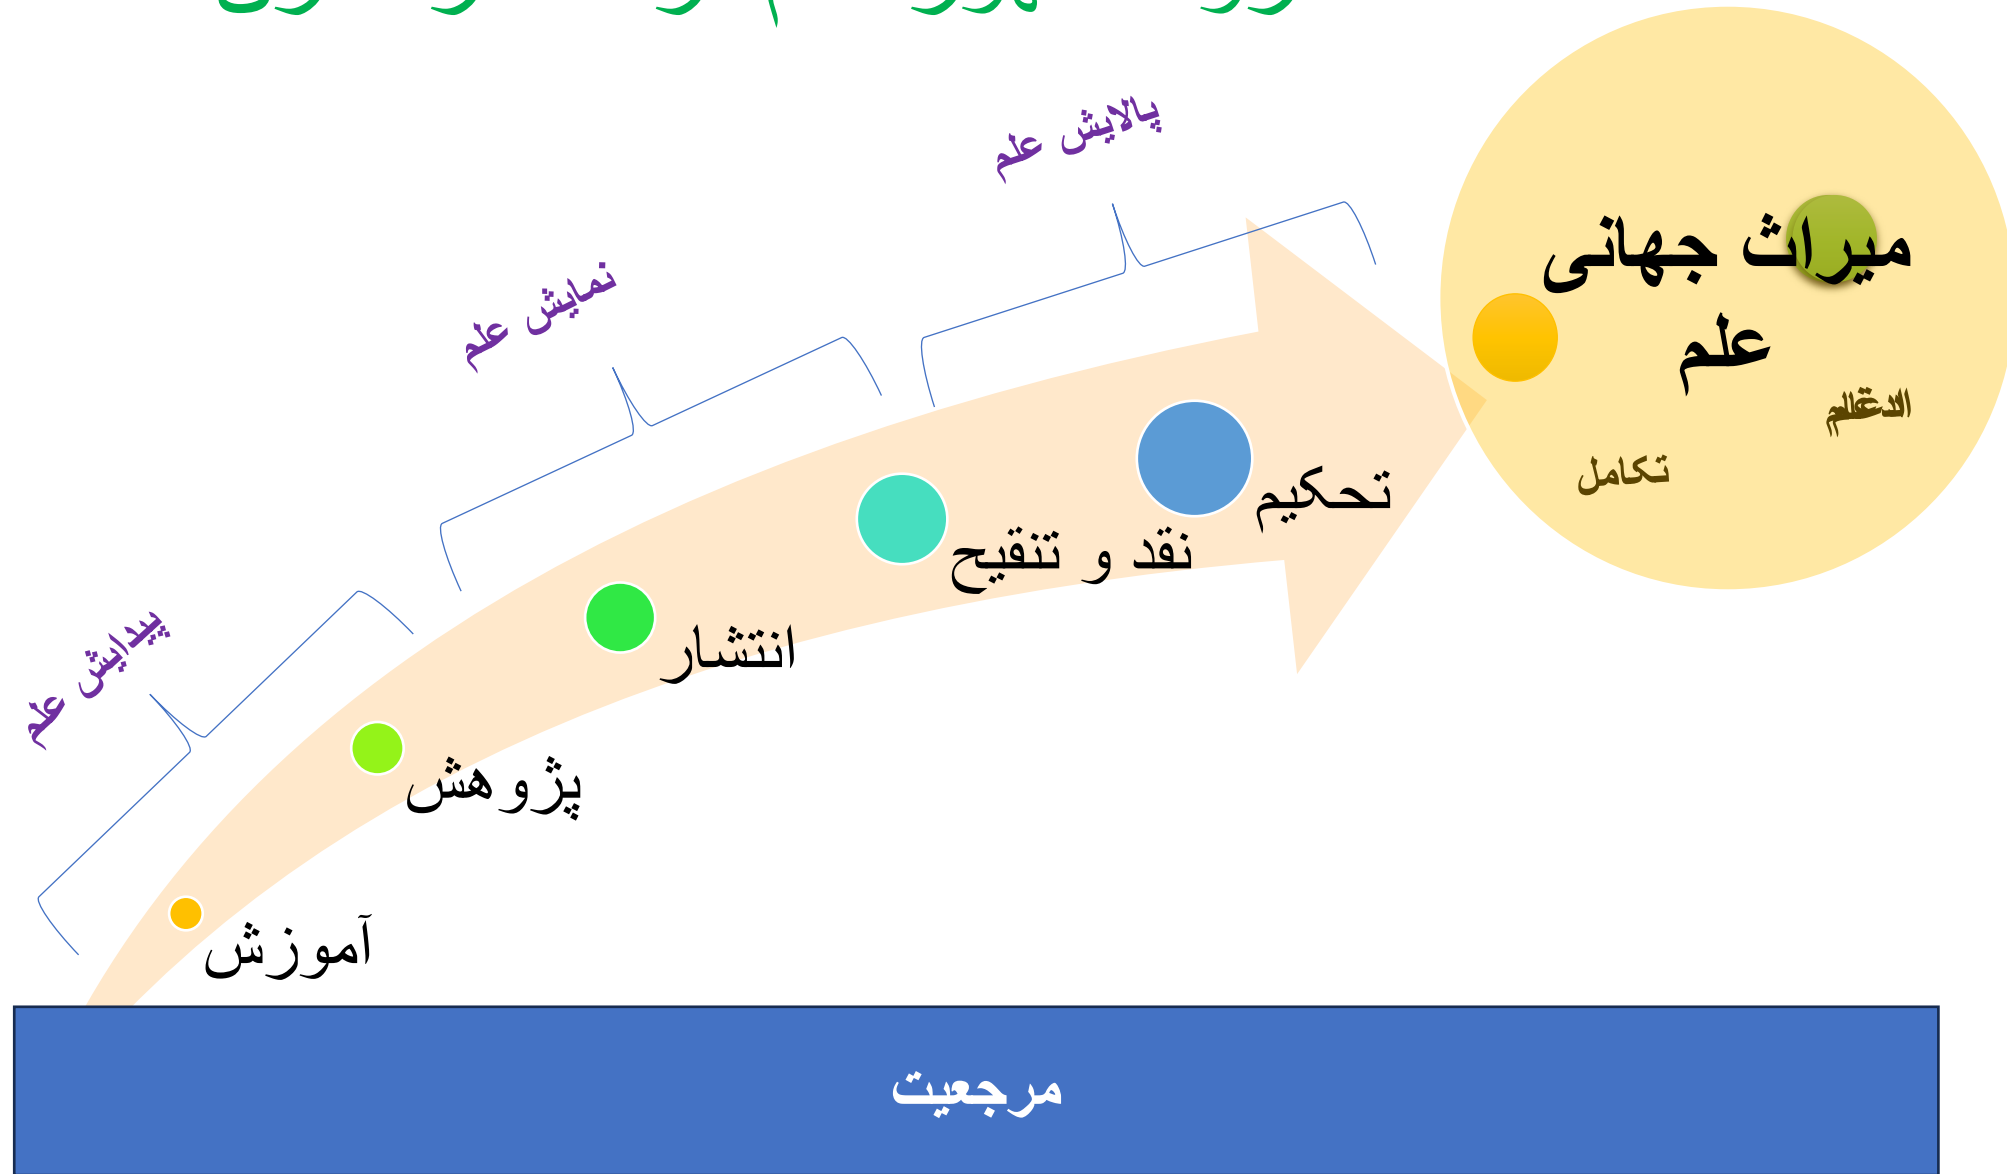 پالایش علم
نمایش علم
پیدایش علم
میراث جهانی
علم
تکامل
تحکیم
نقد و تنقیح
انتشار
پژوهش
آموزش
مرجعیت